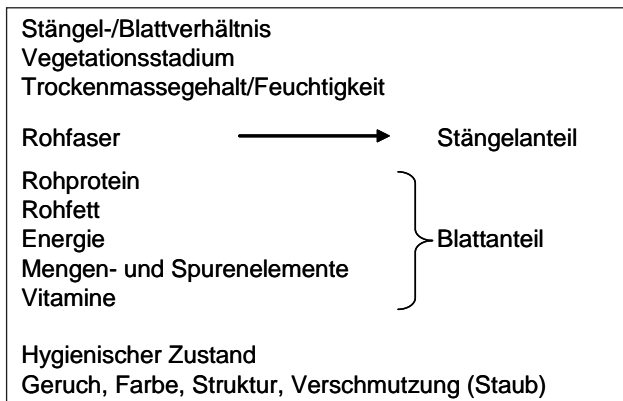 Stängel-/Blattverhältnis
Vegetationsstadium
Trockenmassegehalt/Feuchtigkeit
Rohfaser Stängelanteil
Rohprotein
Rohfett
Energie Blattanteil
Mengen- und Spurenelemente
Vitamine
Hygienischer Zustand
Geruch, Farbe, Struktur, Verschmutzung (Staub)